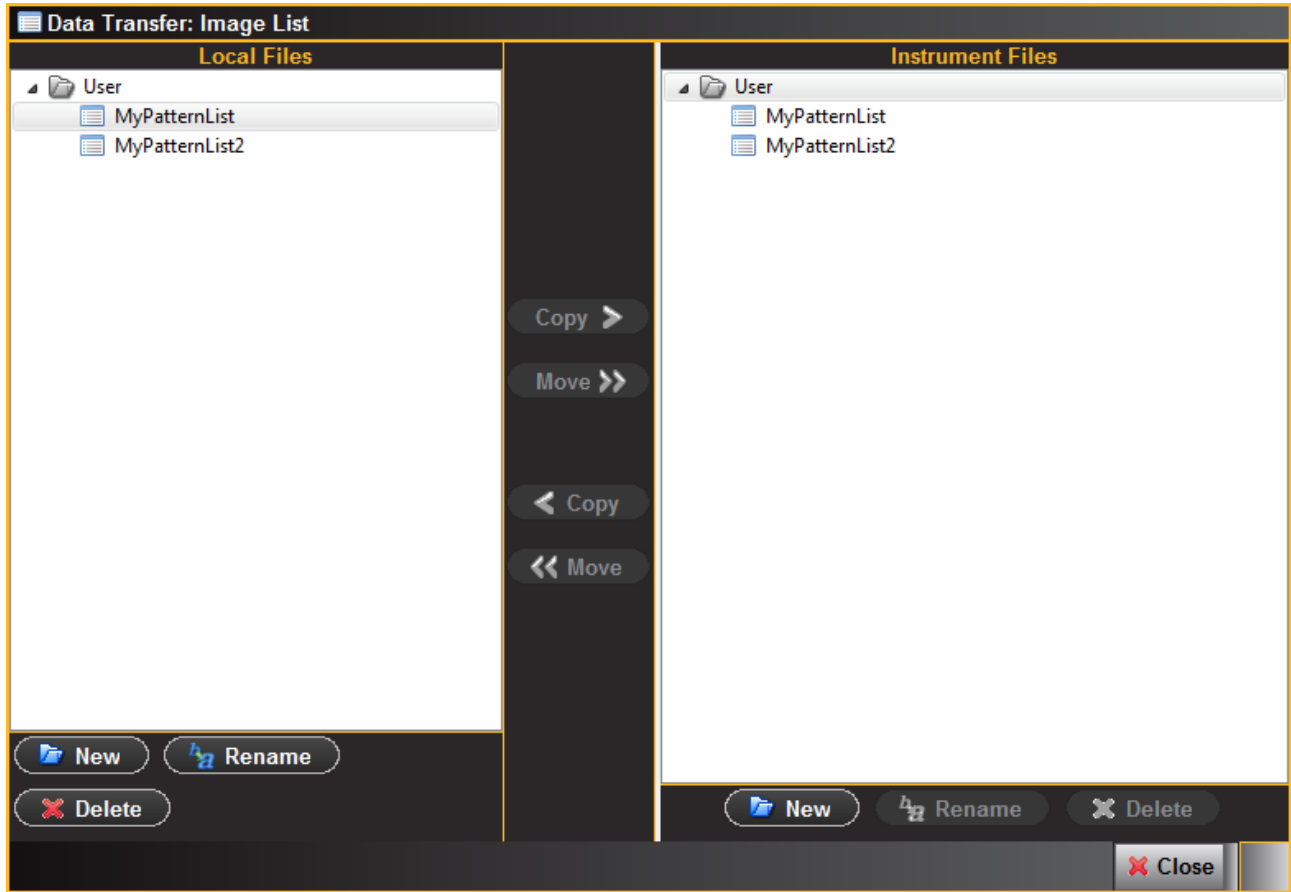 Data Transfer: Image List
Local Files
User
MyPatternList
MyPatternList2
Copy
Move
Copy
Move
Instrument Files
User
MyPatternList
MyPatternList2
New
Rename
Delete
New
Rename
Delete
Close